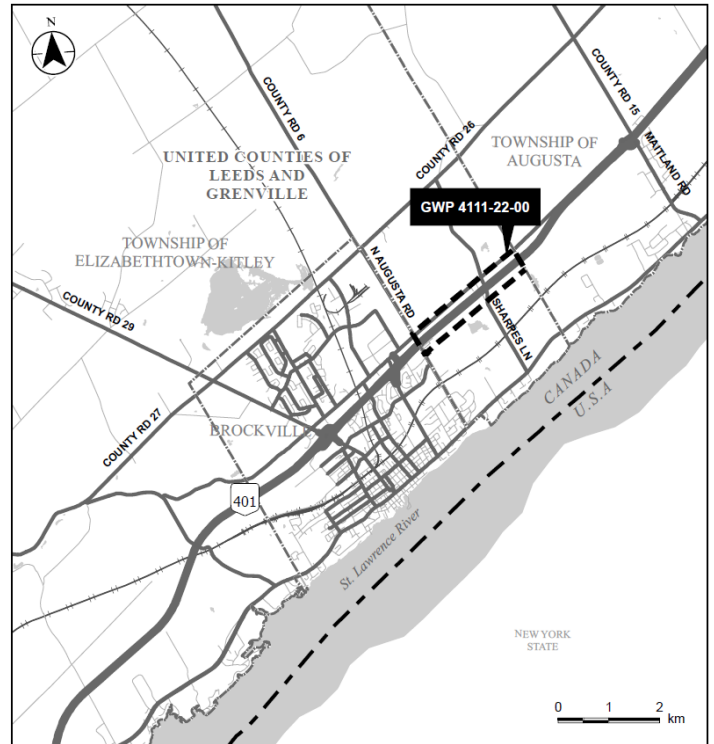 N
COUNTY RD 6
COUNTY RD 15
COUNTY RD 26
TOWNSHIP OF
AUGUSTA
MAITLAND RD
UNITED COUNTIES OF
LEEDS AND
GRENVILLE
GWP 4111-22-00
TOWNSHIP OF
ELIZABETHTOWN-KITLEY
N AUGUSTA RD
COUNTY RD 29
SHARPES LN
CANADA
U.S.A
COUNTY RD 27
BROCKVILLE
401
St. Lawrence River
NEW YORK
STATE
0 1 2
km